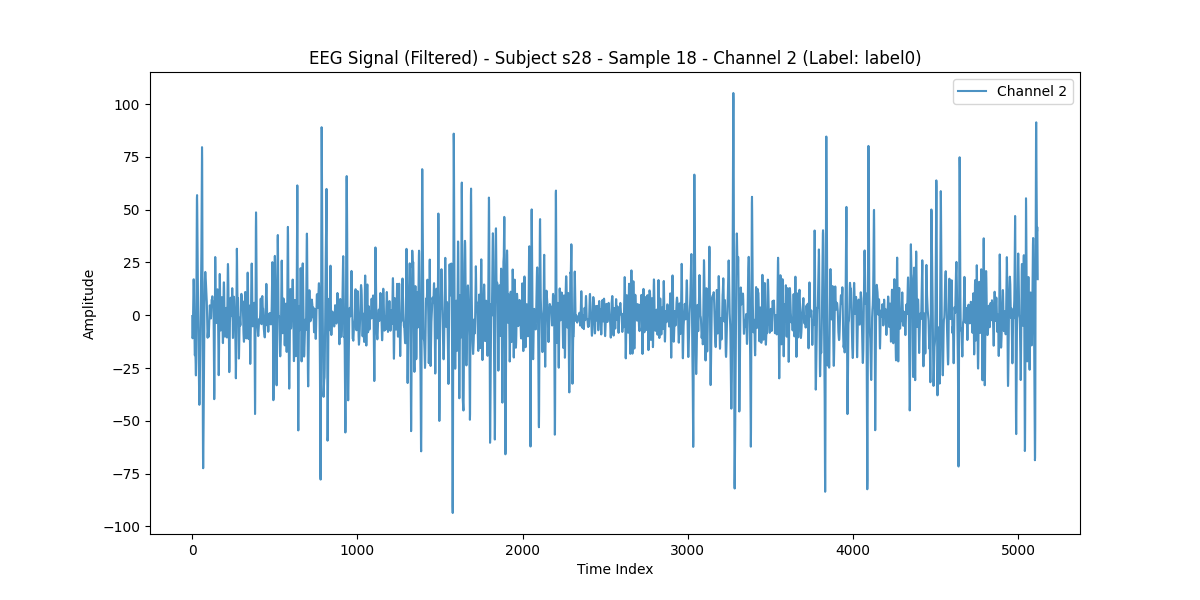 EEG Signal (Filtered) - Subject s28 - Sample 18 - Channel 2 (Label: label0)
Channel 2
100
75
50
25
0
−25
−50
−75
−100
Amplitude
0 1000 2000 3000 4000 5000
Time Index